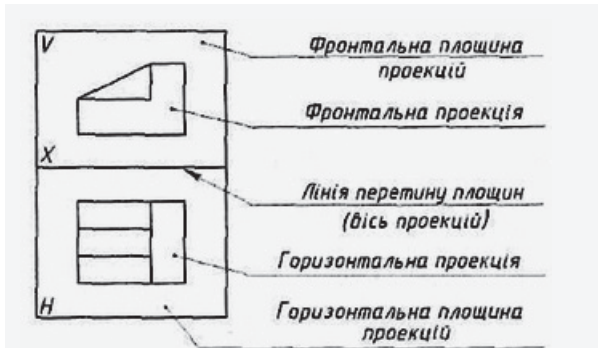 V
Фронтальна площина
проекцій
Фронтальна проекція
X
Лінія перетину площин
(вісь проекцій)
Горизонтальна проекція
H
Горизонтальна площина
проекцій